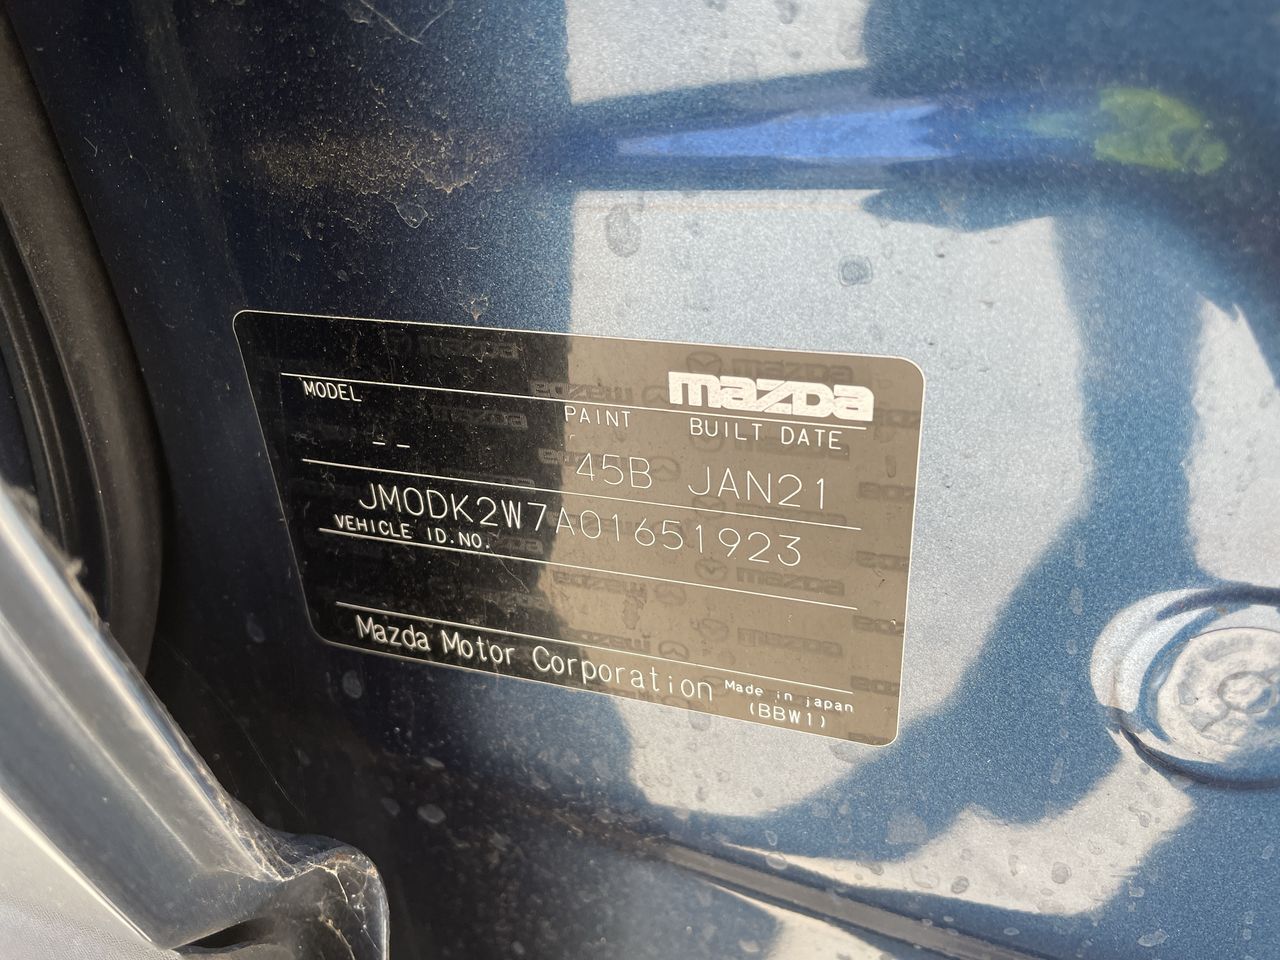 mazda
MODEL PAINT BUILT DATE
-- 45B JAN21
JM0DK2W7A01651923
VEHICLE ID.NO.
Mazda Motor Corporation Made in japan
(BBW1)